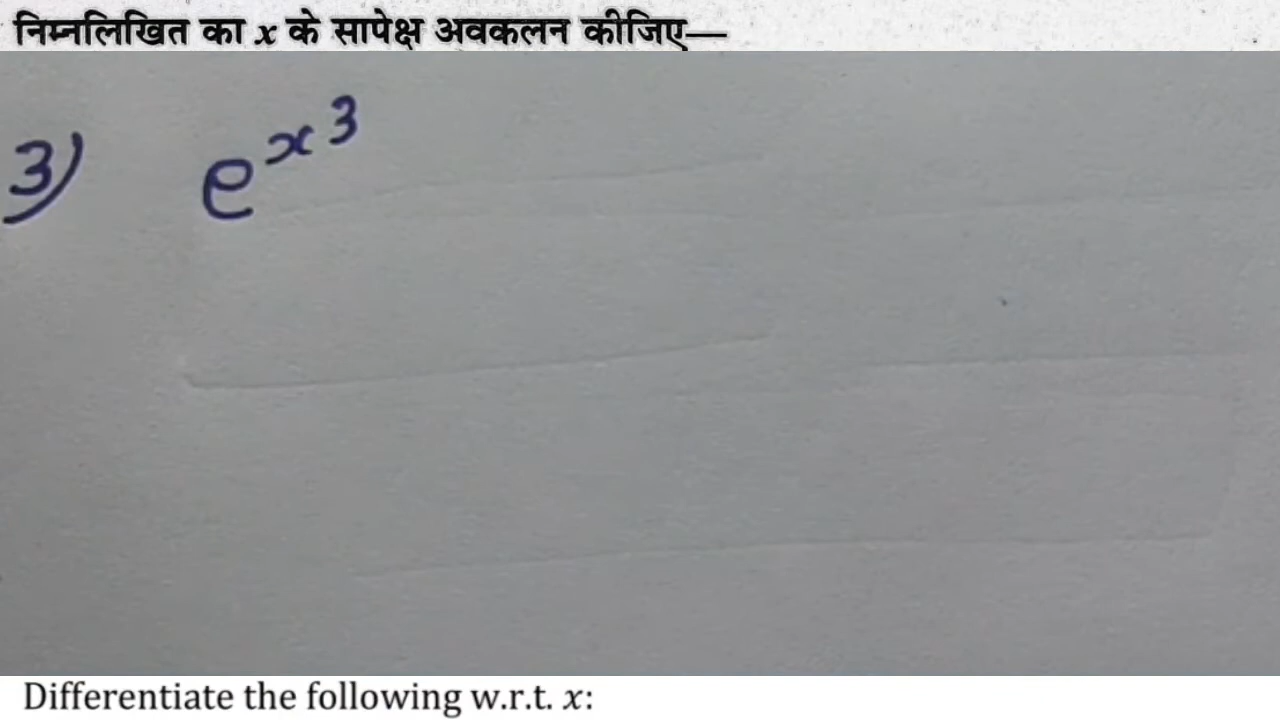 निम्नलिखित का x के सापेक्ष अवकलन कीजिए—
3) e^{x^3}
Differentiate the following w.r.t. x: